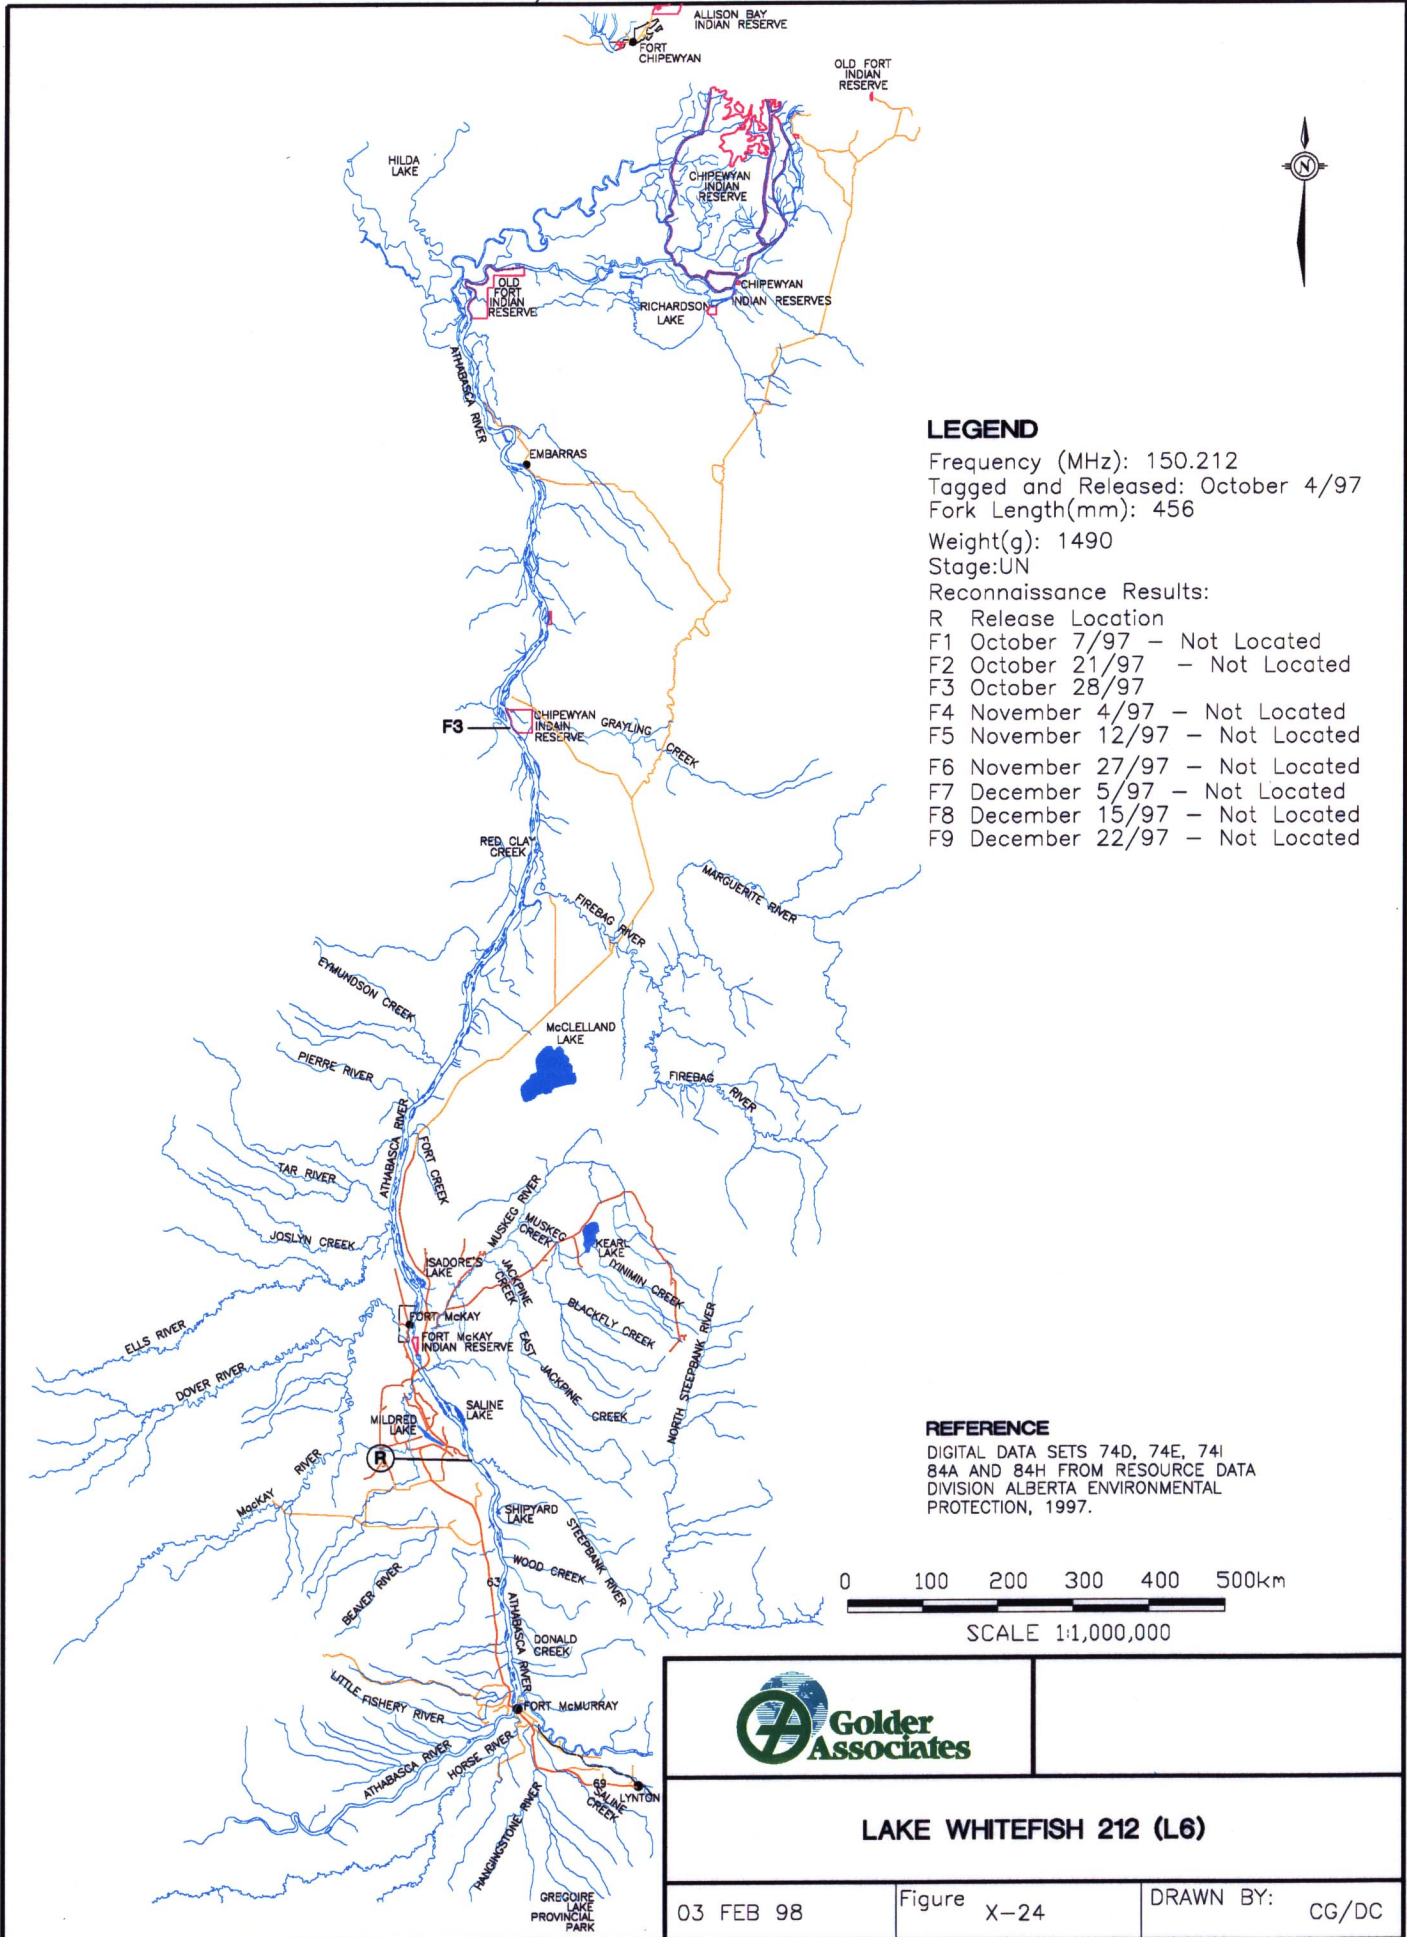 ALLISON BAY
INDIAN RESERVE
FORT
CHIPEWYAN
OLD FORT
INDIAN
RESERVE
HILDA
LAKE
N
CHIPEWYAN
INDIAN
RESERVE
OLD
FORT
INDIAN
RESERVE
CHIPEWYAN
INDIAN RESERVES
RICHARDSON
LAKE
ATHABASCA RIVER
EMBARRAS
LEGEND
Frequency (MHz): 150.212
Tagged and Released: October 4/97
Fork Length(mm): 456
Weight(g): 1490
Stage:UN
Reconnaissance Results:
R Release Location
F1 October 7/97 – Not Located
F2 October 21/97 – Not Located
F3 October 28/97
F4 November 4/97 – Not Located
F5 November 12/97 – Not Located
F6 November 27/97 – Not Located
F7 December 5/97 – Not Located
F8 December 15/97 – Not Located
F9 December 22/97 – Not Located
F3
CHIPEWYAN
INDAIN
RESERVE
GRAYLING
CREEK
RED CLAY
CREEK
MARGUERITE RIVER
FIREBAG RIVER
EYMUNDSON CREEK
McCLELLAND
LAKE
PIERRE RIVER
FIREBAG RIVER
ATHABASCA RIVER
FORT CREEK
TAR RIVER
MUSKEG RIVER
MUSKEG
CREEK
JOSLYN CREEK
KEARL
LAKE
ISADORE'S
LAKE
JACKPINE
CREEK
IYINIMIN CREEK
BLACKFLY CREEK
FORT McKAY
FORT McKAY
INDIAN RESERVE
ELLS RIVER
EAST JACKPINE CREEK
NORTH STEEPBANK RIVER
DOVER RIVER
SALINE
LAKE
MILDRED
LAKE
R
MacKAY RIVER
SHIPYARD
LAKE
STEEPBANK RIVER
WOOD CREEK
63
BEAVER RIVER
ATHABASCA RIVER
DONALD
CREEK
LITTLE FISHERY RIVER
FORT McMURRAY
ATHABASCA RIVER
HORSE RIVER
69
SALINE
CREEK
LYNTON
HANGINGSTONE RIVER
GREGOIRE
LAKE
PROVINCIAL
PARK
REFERENCE
DIGITAL DATA SETS 74D, 74E, 74I
84A AND 84H FROM RESOURCE DATA
DIVISION ALBERTA ENVIRONMENTAL
PROTECTION, 1997.
0 100 200 300 400 500km
SCALE 1:1,000,000
Golder
Associates
LAKE WHITEFISH 212 (L6)
03 FEB 98
Figure X–24
DRAWN BY: CG/DC